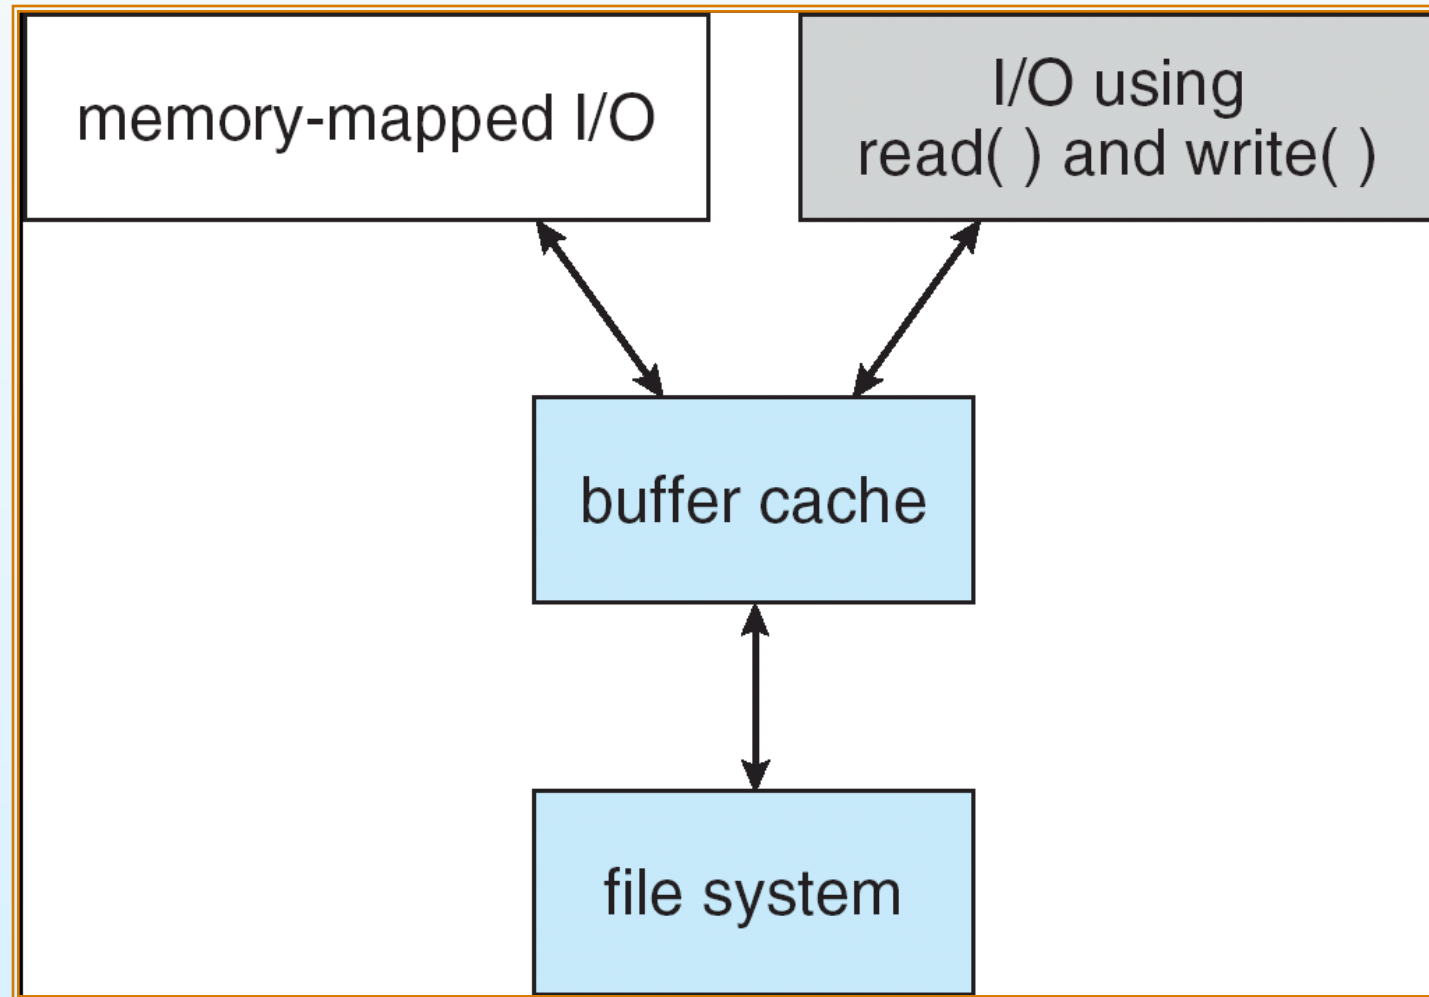 memory-mapped I/O
I/O using
read( ) and write( )
buffer cache
file system